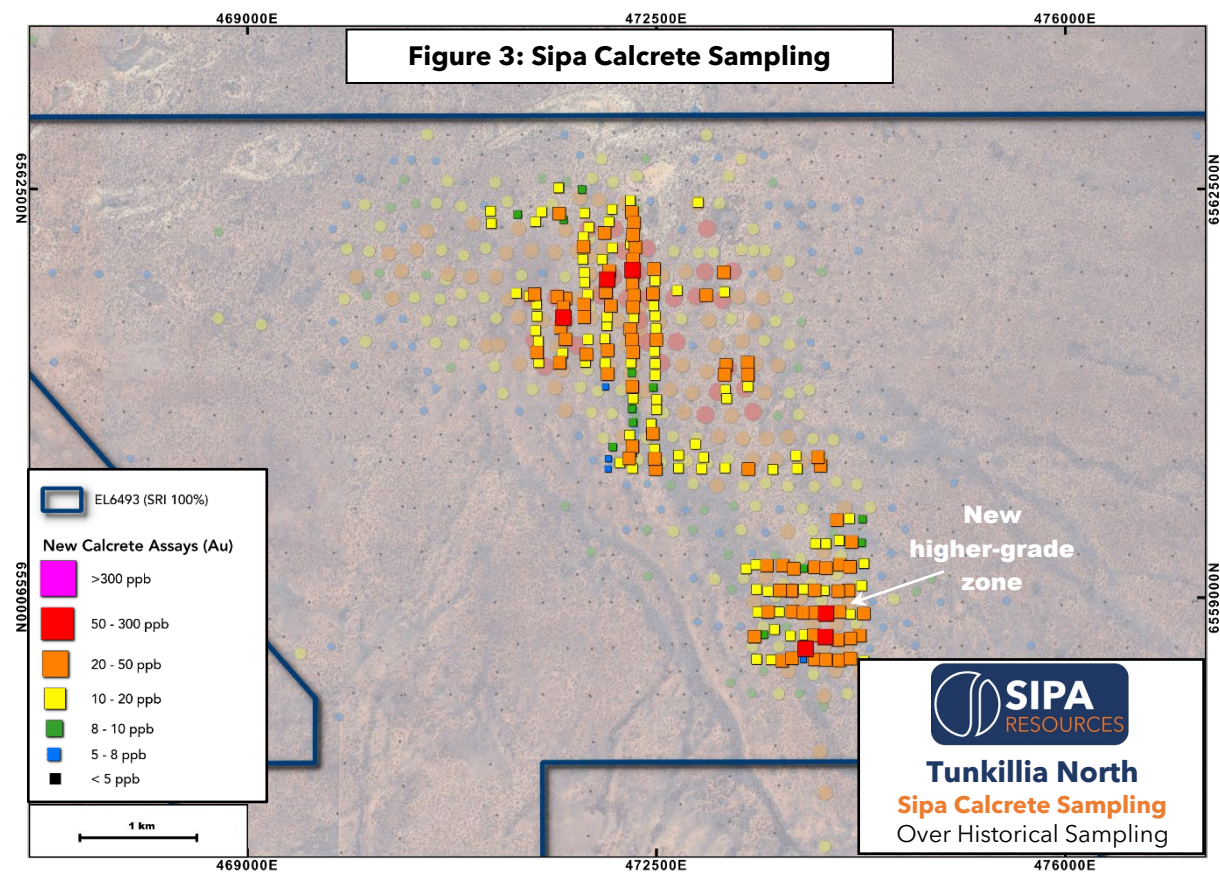 469000E
472500E
476000E
Figure 3: Sipa Calcrete Sampling
6562500N
6562500N
New
higher-grade
zone
EL6493 (SRI 100%)
New Calcrete Assays (Au)
>300 ppb
50 - 300 ppb
20 - 50 ppb
10 - 20 ppb
8 - 10 ppb
5 - 8 ppb
< 5 ppb
6559000N
6559000N
1 km
SIPA
RESOURCES
Tunkillia North
Sipa Calcrete Sampling
Over Historical Sampling
469000E
472500E
476000E